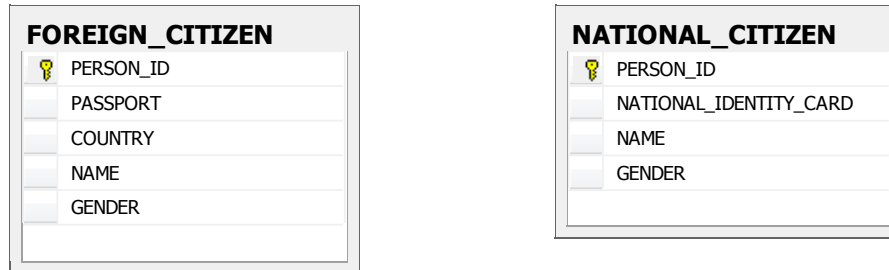 FOREIGN_CITIZEN
PERSON_ID
PASSPORT
COUNTRY
NAME
GENDER
NATIONAL_CITIZEN
PERSON_ID
NATIONAL_IDENTITY_CARD
NAME
GENDER